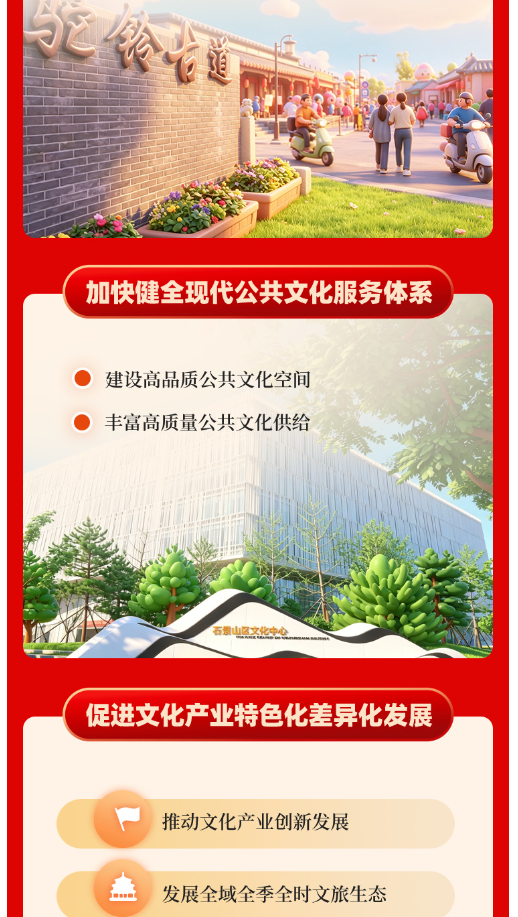 驼铃古道
加快健全现代公共文化服务体系
建设高品质公共文化空间
丰富高质量公共文化供给
石景山区文化中心
促进文化产业特色化差异化发展
推动文化产业创新发展
发展全域全季全时文旅生态